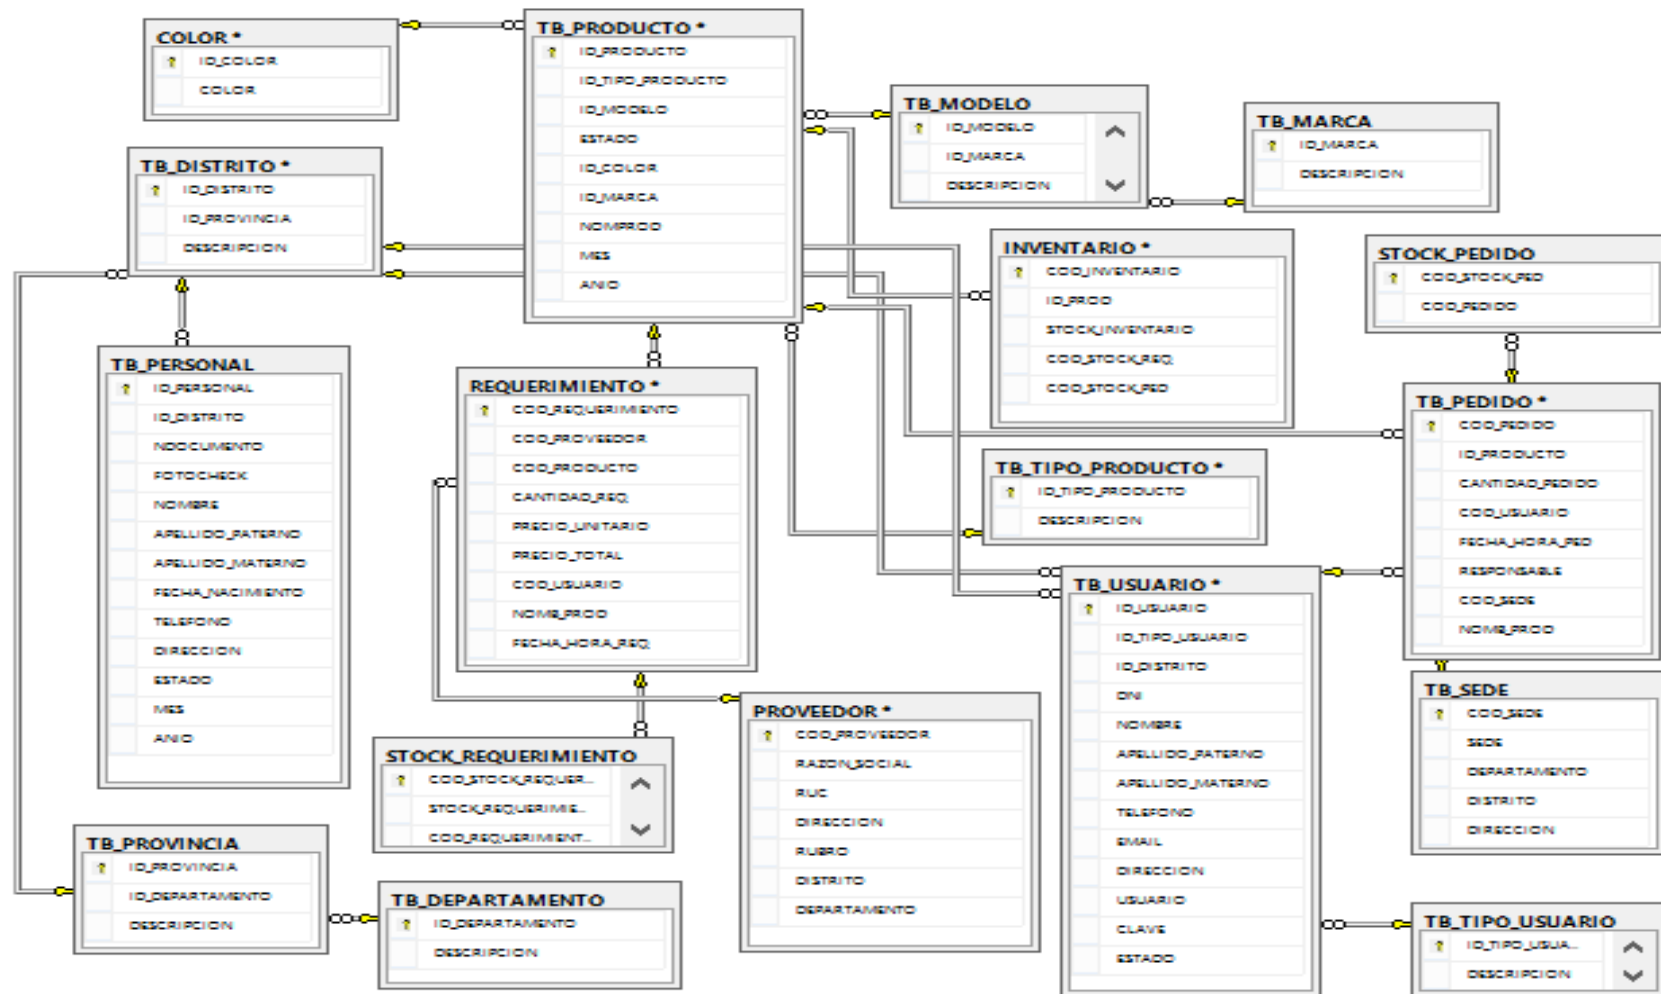 COLOR *
ID_COLOR
COLOR
TB_PRODUCTO *
ID_PRODUCTO
ID_TIPO_PRODUCTO
ID_MODELO
ESTADO
ID_COLOR
ID_MARCA
NOMPROD
MES
ANIO
TB_MODELO
ID_MODELO
ID_MARCA
DESCRIPCION
TB_MARCA
ID_MARCA
DESCRIPCION
TB_DISTRITO *
ID_DISTRITO
ID_PROVINCIA
DESCRIPCION
INVENTARIO *
COD_INVENTARIO
ID_PROD
STOCK_INVENTARIO
COD_STOCK_REQ
COD_STOCK_PED
STOCK_PEDIDO
COD_STOCK_PED
COD_PEDIDO
TB_PERSONAL
ID_PERSONAL
ID_DISTRITO
NDOCUMENTO
FOTOCHECK
NOMBRE
APELLIDO_PATERNO
APELLIDO_MATERNO
FECHA_NACIMIENTO
TELEFONO
DIRECCION
ESTADO
MES
ANIO
REQUERIMIENTO *
COD_REQUERIMIENTO
COD_PROVEEDOR
COD_PRODUCTO
CANTIDAD_REQ
PRECIO_UNITARIO
PRECIO_TOTAL
COD_USUARIO
NOMB_PROD
FECHA_HORA_REQ
TB_TIPO_PRODUCTO *
ID_TIPO_PRODUCTO
DESCRIPCION
TB_PEDIDO *
COD_PEDIDO
ID_PRODUCTO
CANTIDAD_PEDIDO
COD_USUARIO
FECHA_HORA_PED
RESPONSABLE
COD_SEDE
NOMB_PROD
TB_USUARIO *
ID_USUARIO
ID_TIPO_USUARIO
ID_DISTRITO
DNI
NOMBRE
APELLIDO_PATERNO
APELLIDO_MATERNO
TELEFONO
EMAIL
DIRECCION
USUARIO
CLAVE
ESTADO
TB_SEDE
COD_SEDE
SEDE
DEPARTAMENTO
DISTRITO
DIRECCION
PROVEEDOR *
COD_PROVEEDOR
RAZON_SOCIAL
RUC
DIRECCION
RUBRO
DISTRITO
DEPARTAMENTO
STOCK_REQUERIMIENTO
COD_STOCK_REQUER...
STOCK_REQUERIMIE...
COD_REQUERIMIENT...
TB_PROVINCIA
ID_PROVINCIA
ID_DEPARTAMENTO
DESCRIPCION
TB_DEPARTAMENTO
ID_DEPARTAMENTO
DESCRIPCION
TB_TIPO_USUARIO
ID_TIPO_USUA...
DESCRIPCION